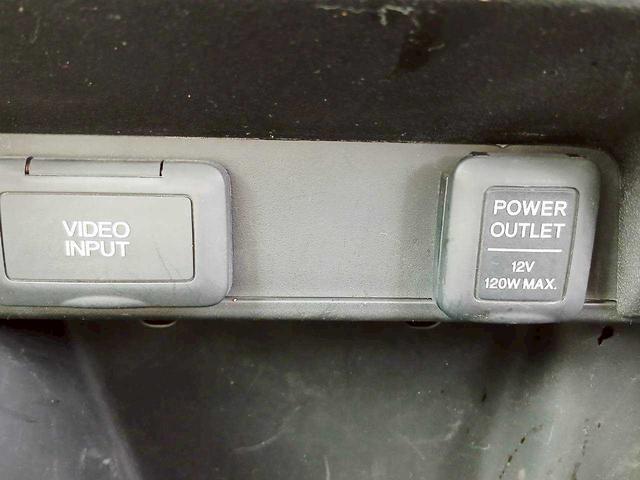 VIDEO
INPUT
POWER
OUTLET
12V
120W MAX.